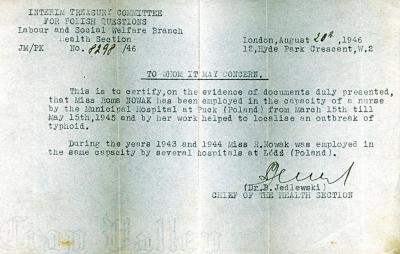 INTERIM TREASURY COMMITTEE
FOR POLISH QUESTIONS
Labour and Social Welfare Branch
Health Section
JM/PK No. 8298 /46
London, August 20th, 1946
12, Hyde Park Crescent, W.2
TO WHOM IT MAY CONCERN.
This is to certify, on the evidence of documents duly presented,
that Miss Roma NOWAK has been employed in the capacity of a nurse
by the Municipal Hospital at Puck (Poland) from March 15th till
May 15th, 1945 and by her work helped to localise an outbreak of
typhoid.
During the years 1943 and 1944 Miss R. Nowak was employed in
the same capacity by several hospitals at Łódź (Poland).
(Dr. B. Jedlewski)
CHIEF OF THE HEALTH SECTION